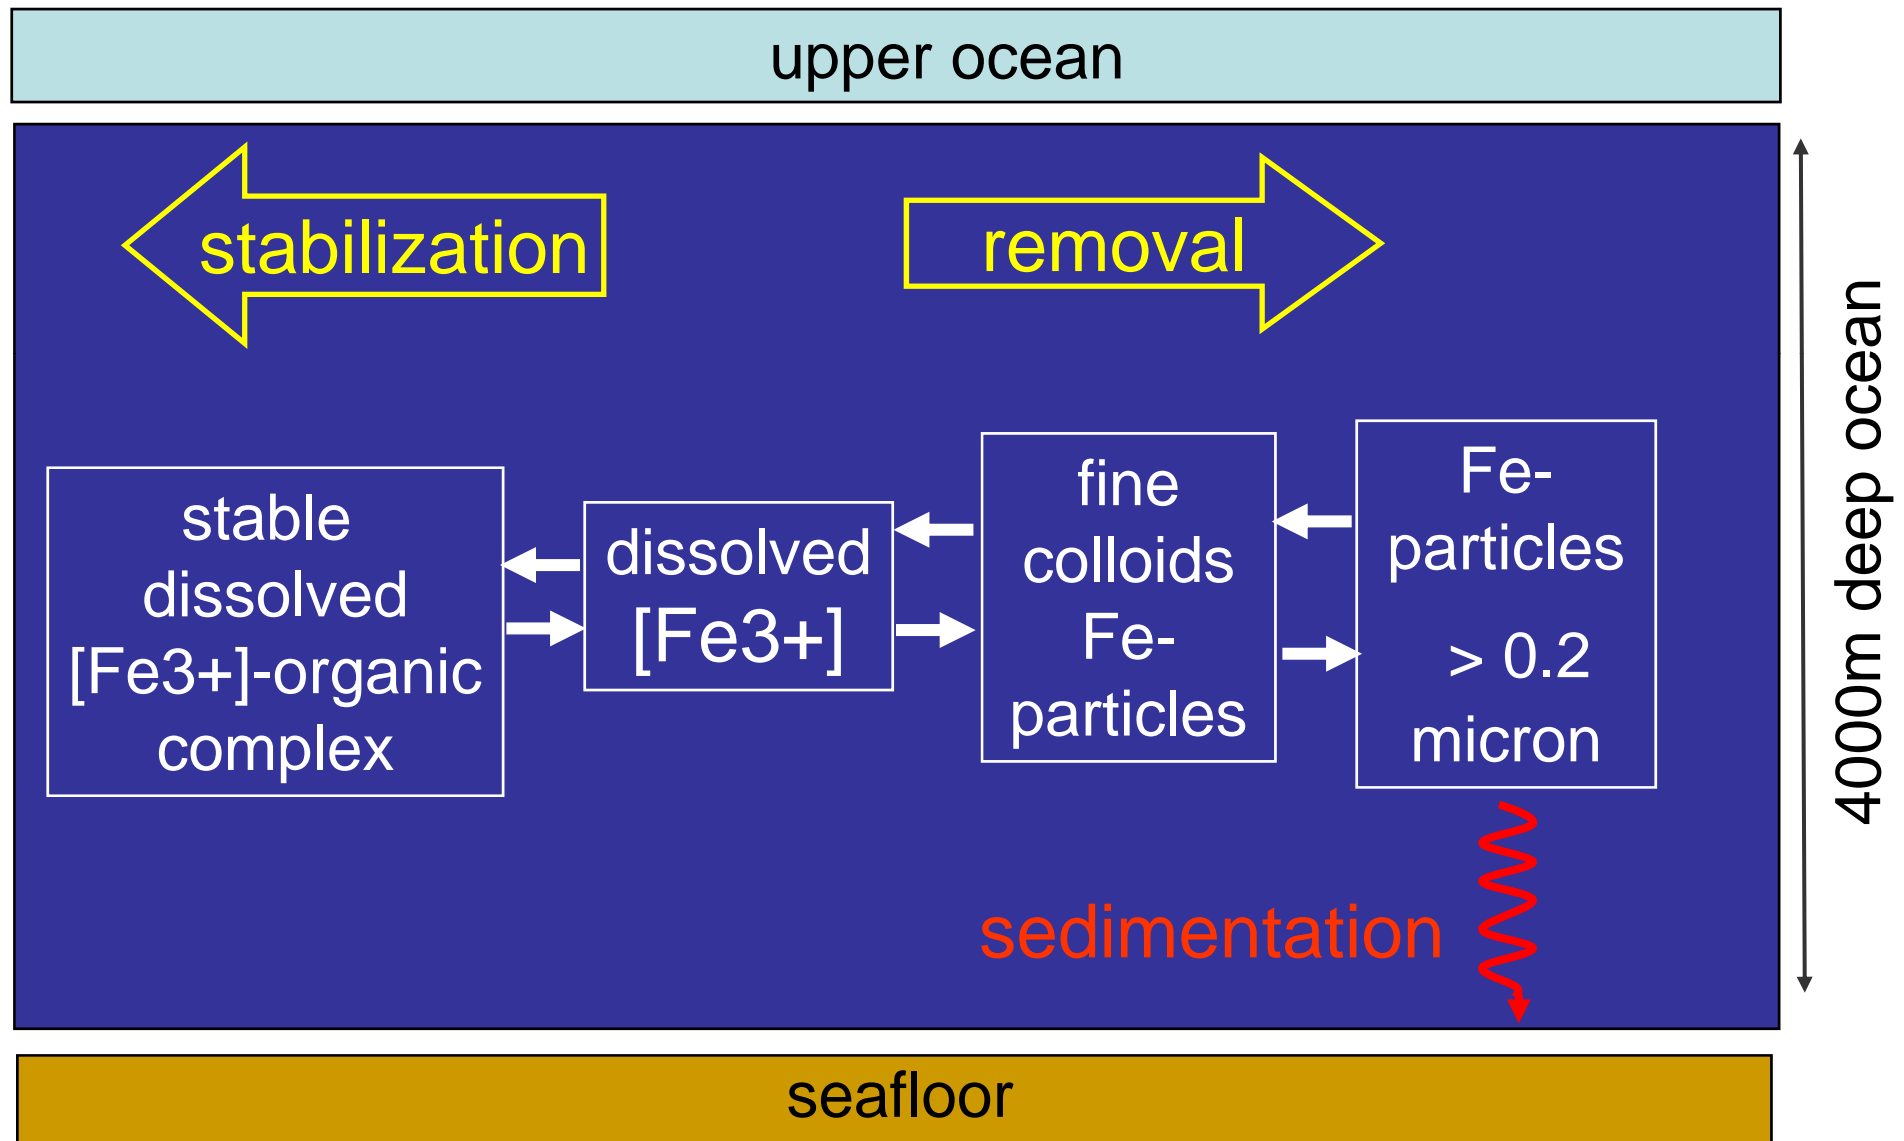 upper ocean
stabilization
removal
stable
dissolved
[Fe3+]-organic
complex
dissolved
[Fe3+]
fine
colloids
Fe-
particles
Fe-
particles
> 0.2
micron
sedimentation
4000m deep ocean
seafloor